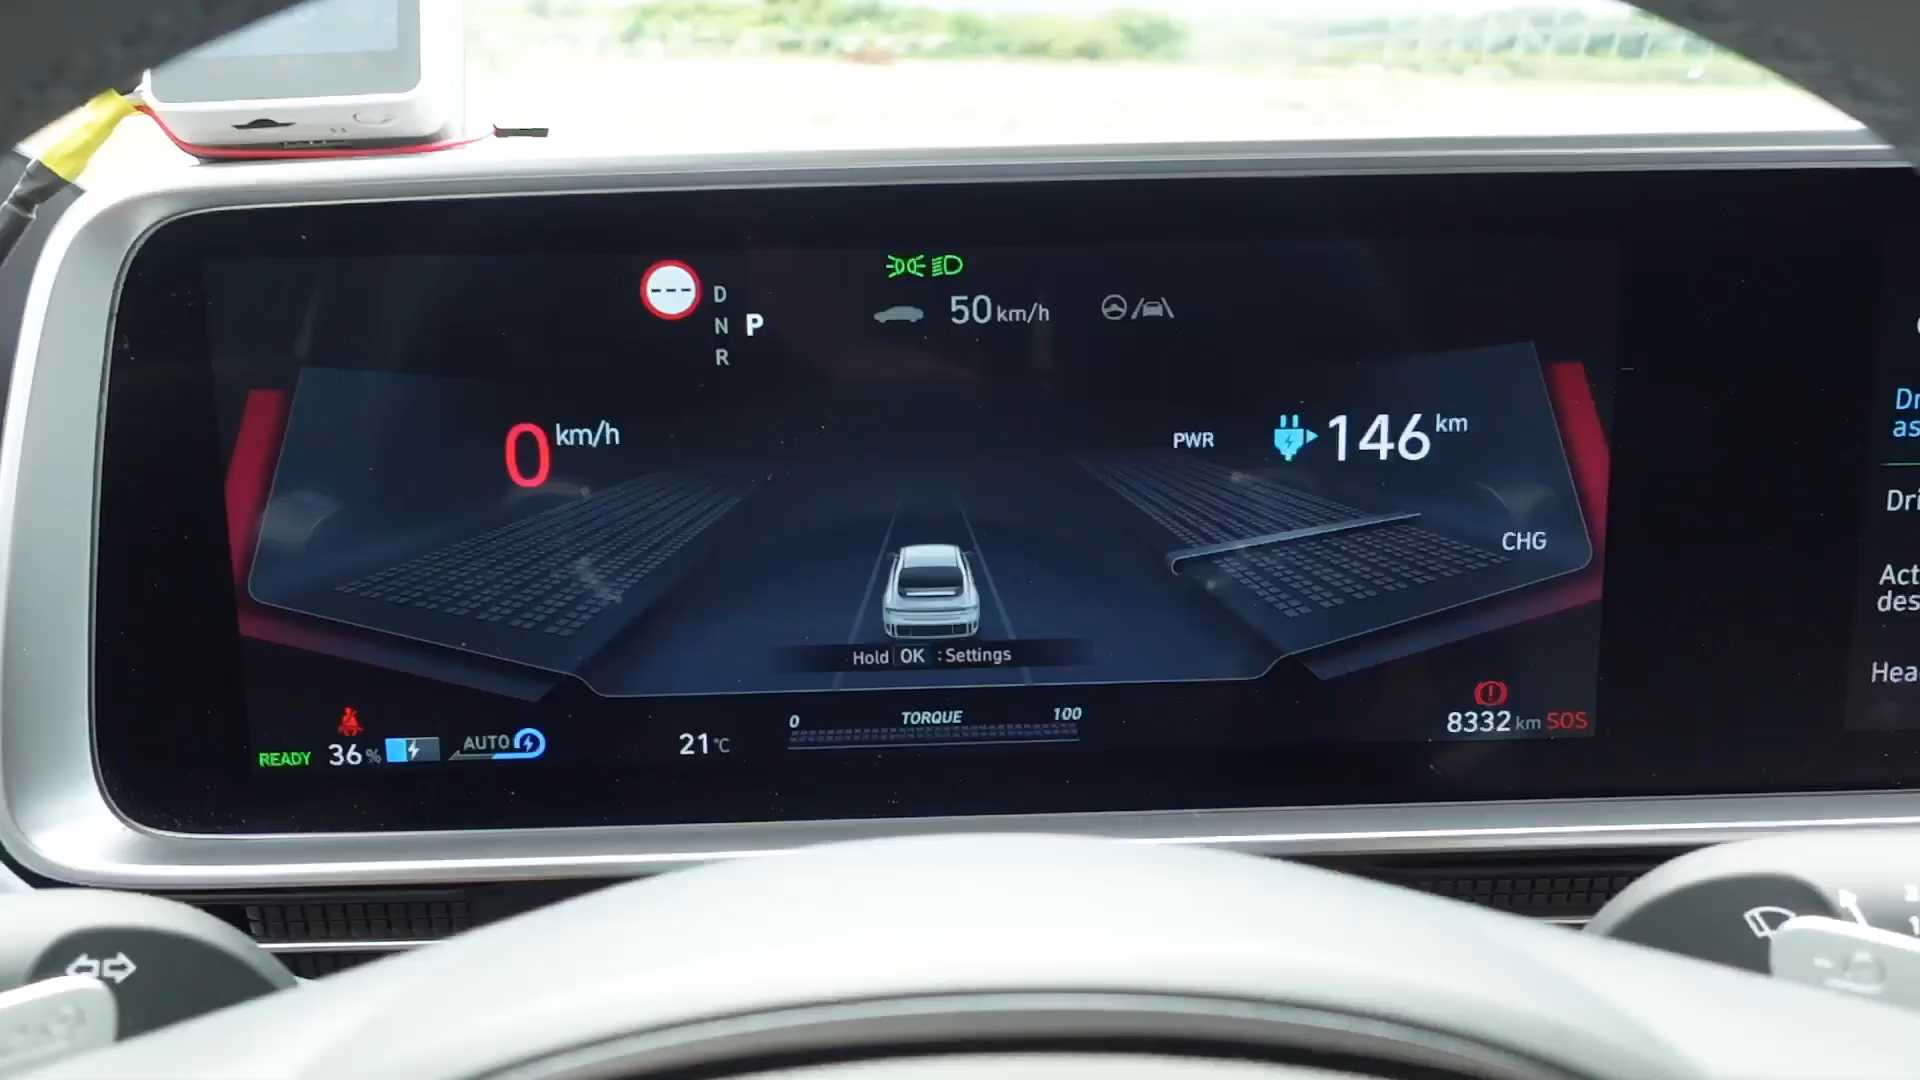 ---
D
N P
R
50 km/h
0 km/h
PWR
146 km
CHG
Hold OK : Settings
READY 36 %
AUTO
21 °C
0 TORQUE 100
8332 km SOS
Dr
as
Dri
Act
des
Hea